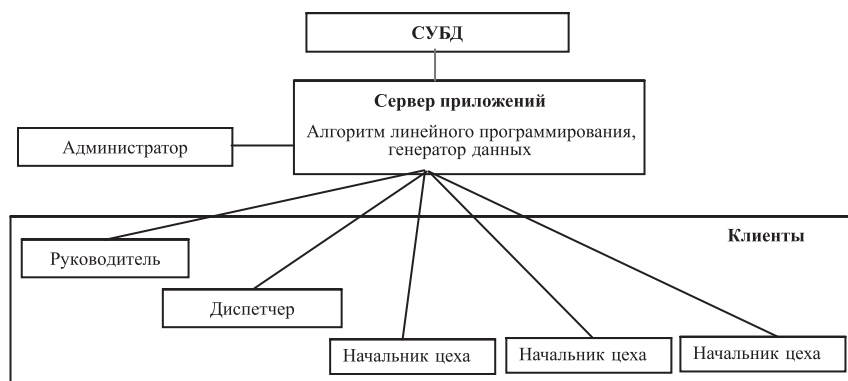 СУБД
Сервер приложений
Алгоритм линейного программирования,
генератор данных
Администратор
Клиенты
Руководитель
Диспетчер
Начальник цеха
Начальник цеха
Начальник цеха